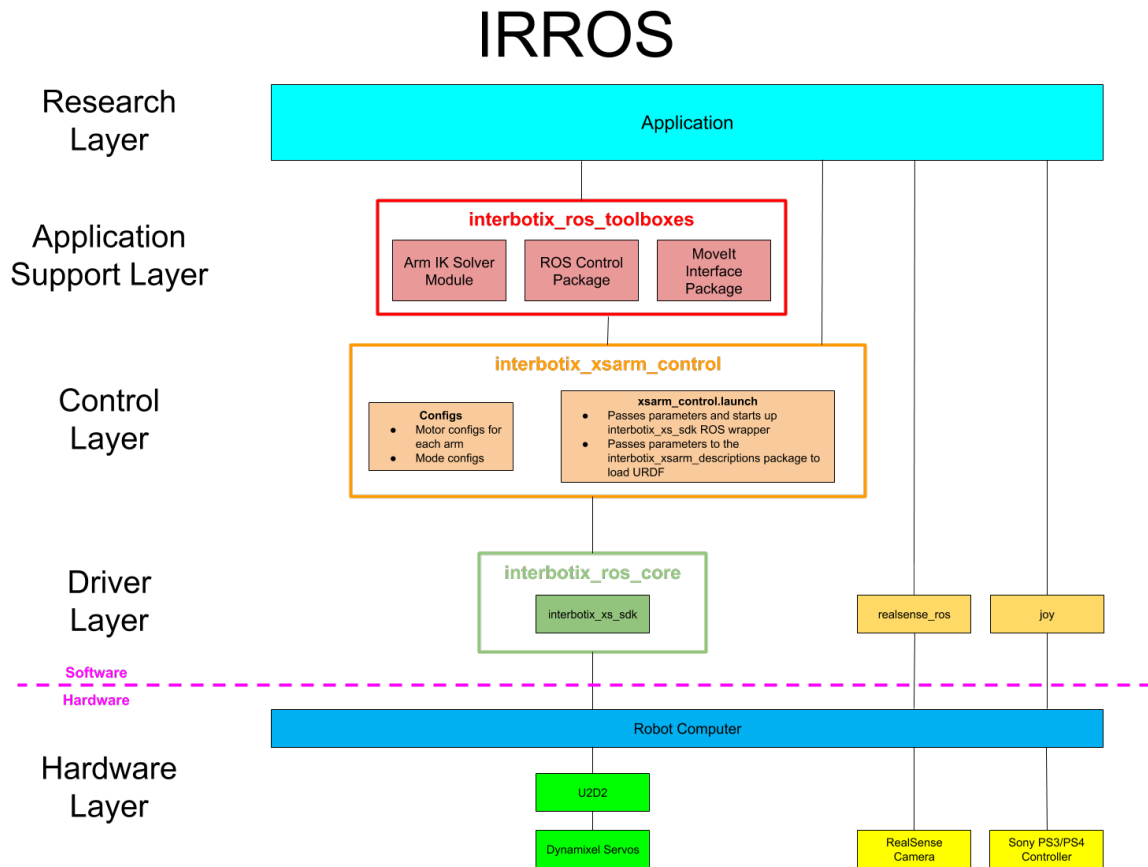 IRROS
Research
Layer
Application
Application
Support Layer
interbotix_ros_toolboxes
Arm IK Solver
Module
ROS Control
Package
MoveIt
Interface
Package
Control
Layer
interbotix_xsarm_control
Configs
● Motor configs for
each arm
● Mode configs
xsarm_control.launch
● Passes parameters and starts up
interbotix_xs_sdk ROS wrapper
● Passes parameters to the
interbotix_xsarm_descriptions package to
load URDF
Driver
Layer
interbotix_ros_core
interbotix_xs_sdk
realsense_ros
joy
Software
Hardware
Robot Computer
Hardware
Layer
U2D2
Dynamixel Servos
RealSense
Camera
Sony PS3/PS4
Controller